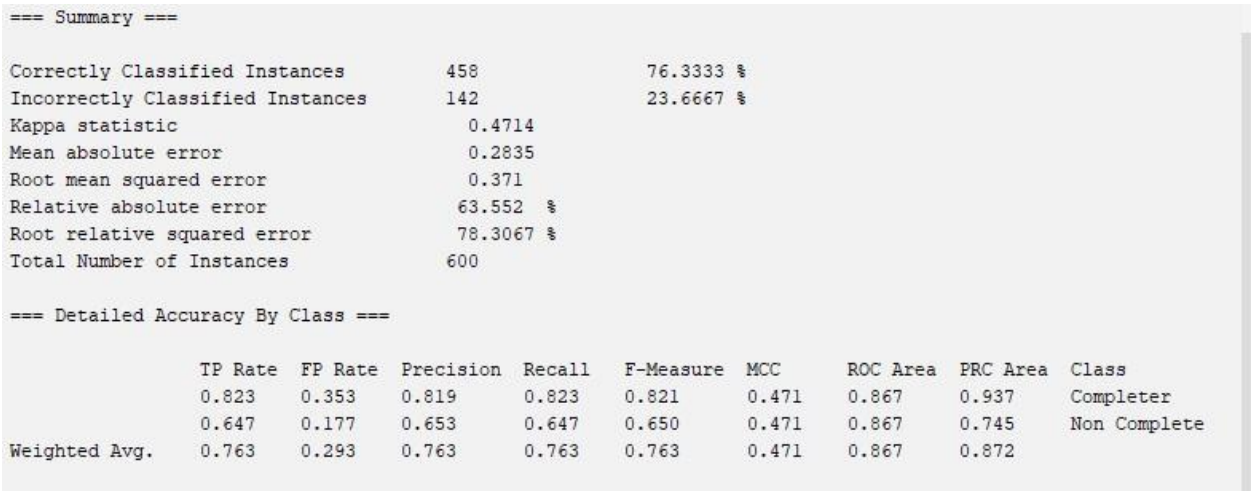 === Summary ===
Correctly Classified Instances 458 76.3333 %
Incorrectly Classified Instances 142 23.6667 %
Kappa statistic 0.4714
Mean absolute error 0.2835
Root mean squared error 0.371
Relative absolute error 63.552 %
Root relative squared error 78.3067 %
Total Number of Instances 600
=== Detailed Accuracy By Class ===
TP Rate FP Rate Precision Recall F-Measure MCC ROC Area PRC Area Class
0.823 0.353 0.819 0.823 0.821 0.471 0.867 0.937 Completer
0.647 0.177 0.653 0.647 0.650 0.471 0.867 0.745 Non Complete
Weighted Avg. 0.763 0.293 0.763 0.763 0.763 0.471 0.867 0.872